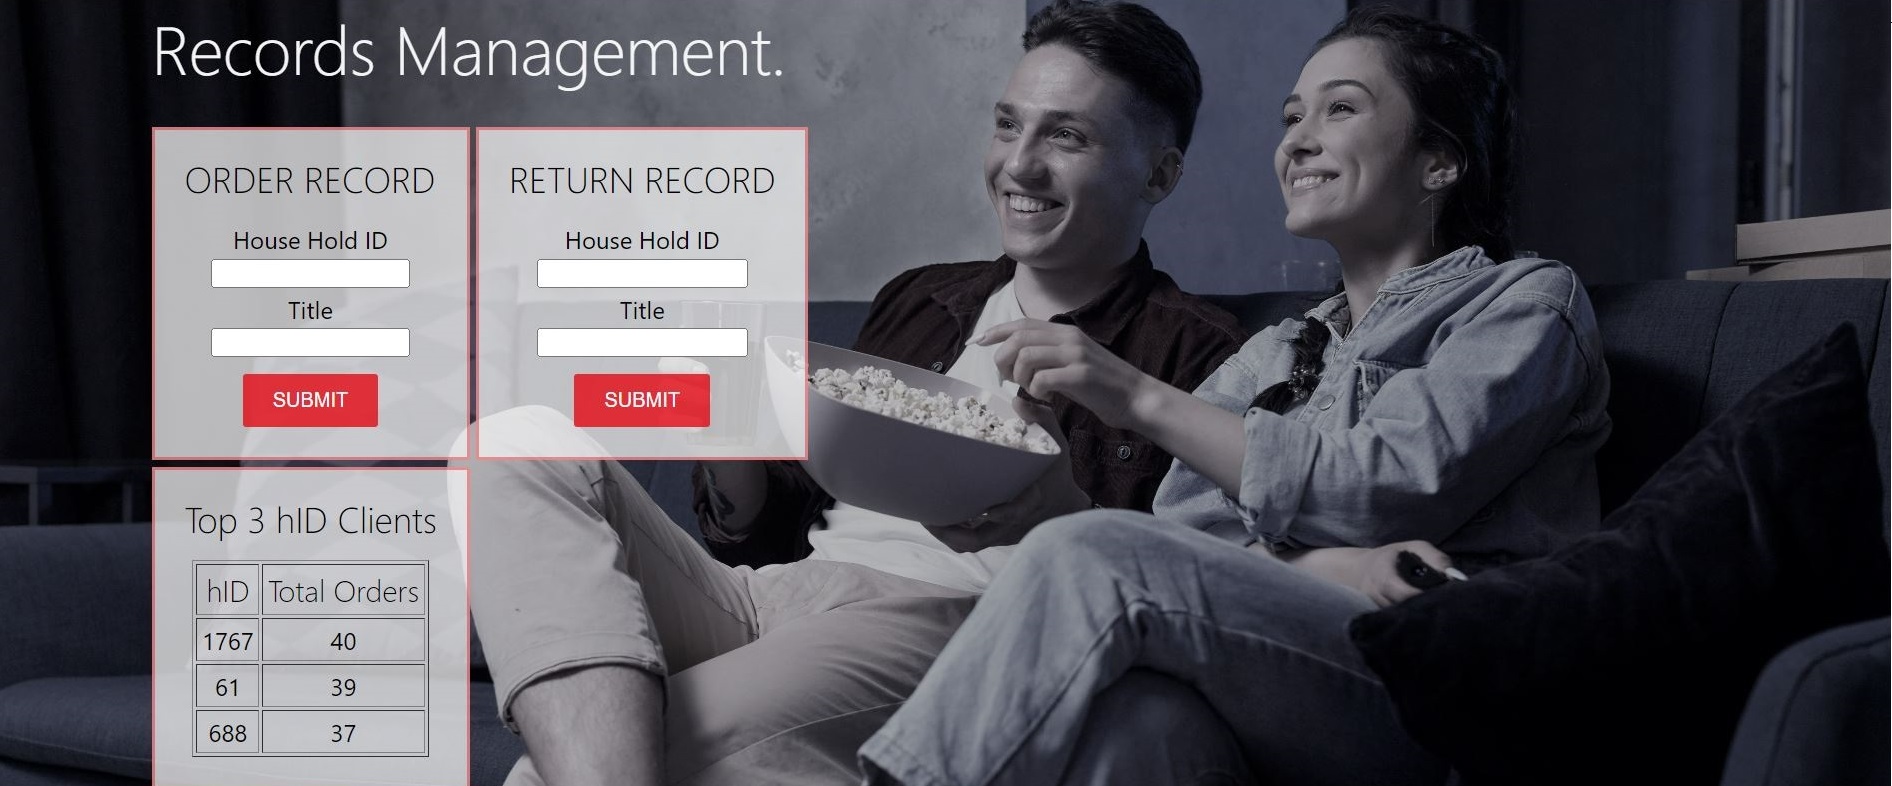 Records Management.
ORDER RECORD
House Hold ID
Title
SUBMIT
RETURN RECORD
House Hold ID
Title
SUBMIT
Top 3 hID Clients
hID Total Orders
1767 40
61 39
688 37